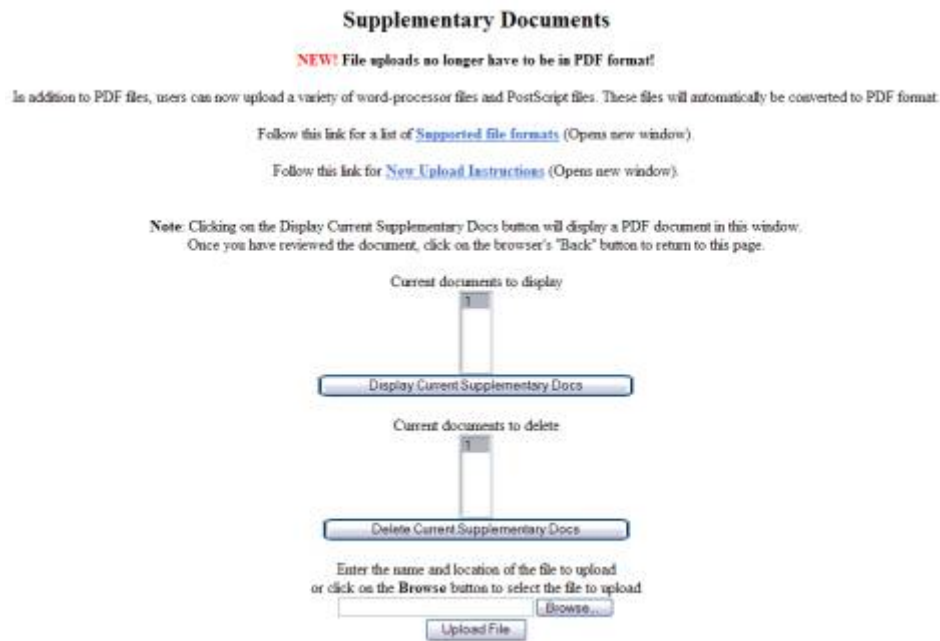 Supplementary Documents
NEW! File uploads no longer have to be in PDF format!
In addition to PDF files, users can now upload a variety of word-processor files and PostScript files. These files will automatically be converted to PDF format.
Follow this link for a list of Supported file formats (Opens new window).
Follow this link for New Upload Instructions (Opens new window).
Note: Clicking on the Display Current Supplementary Docs button will display a PDF document in this window.
Once you have reviewed the document, click on the browser's "Back" button to return to this page.
Current documents to display
1
Display Current Supplementary Docs
Current documents to delete
1
Delete Current Supplementary Docs
Enter the name and location of the file to upload
or click on the Browse button to select the file to upload
Browse...
Upload File